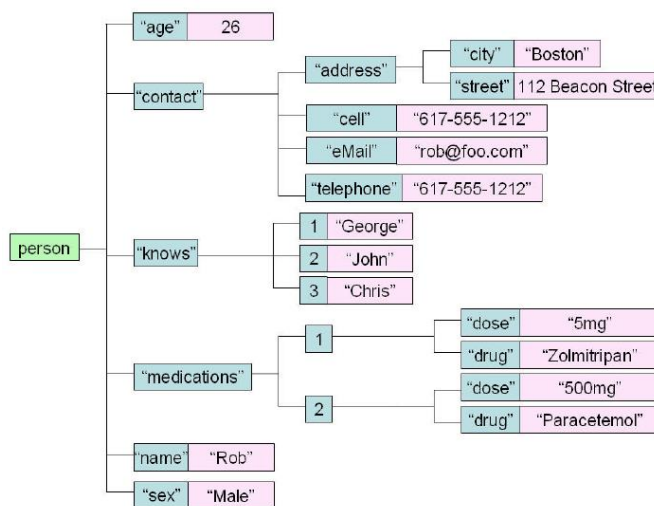 "age" 26
"city" "Boston"
"address"
"contact"
"street" 112 Beacon Street
"cell" "617-555-1212"
"eMail" "rob@foo.com"
"telephone" "617-555-1212"
1 "George"
person
"knows"
2 "John"
3 "Chris"
"dose" "5mg"
1
"drug" "Zolmitripan"
"medications"
"dose" "500mg"
2
"drug" "Paracetemol"
"name" "Rob"
"sex" "Male"